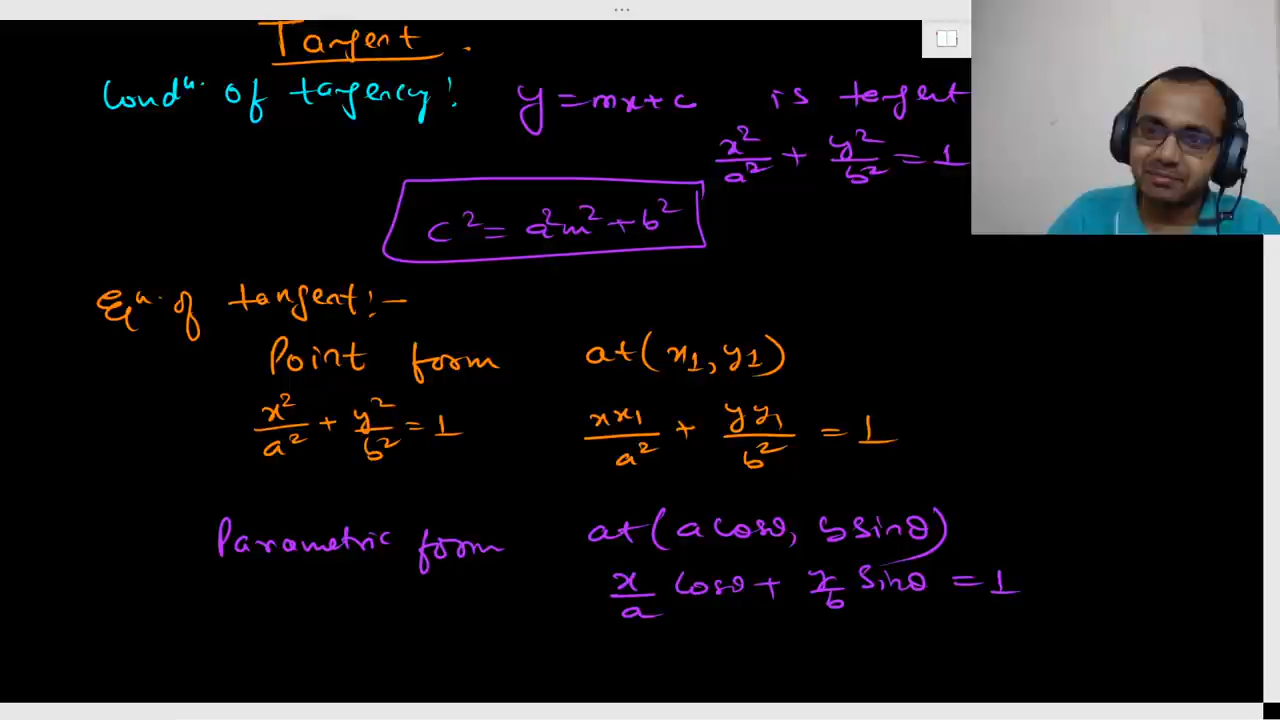 Tangent.
Condⁿ. Of tangency! y = mx + c is tegent
x²/a² + y²/b² = 1
c² = a²m² + b²
Eqⁿ. of tangent! –
Point form at (x₁, y₁)
x²/a² + y²/b² = 1 xx₁/a² + yy₁/b² = 1
Parametric form at (a cosθ, b sinθ)
x/a cosθ + y/b sinθ = 1